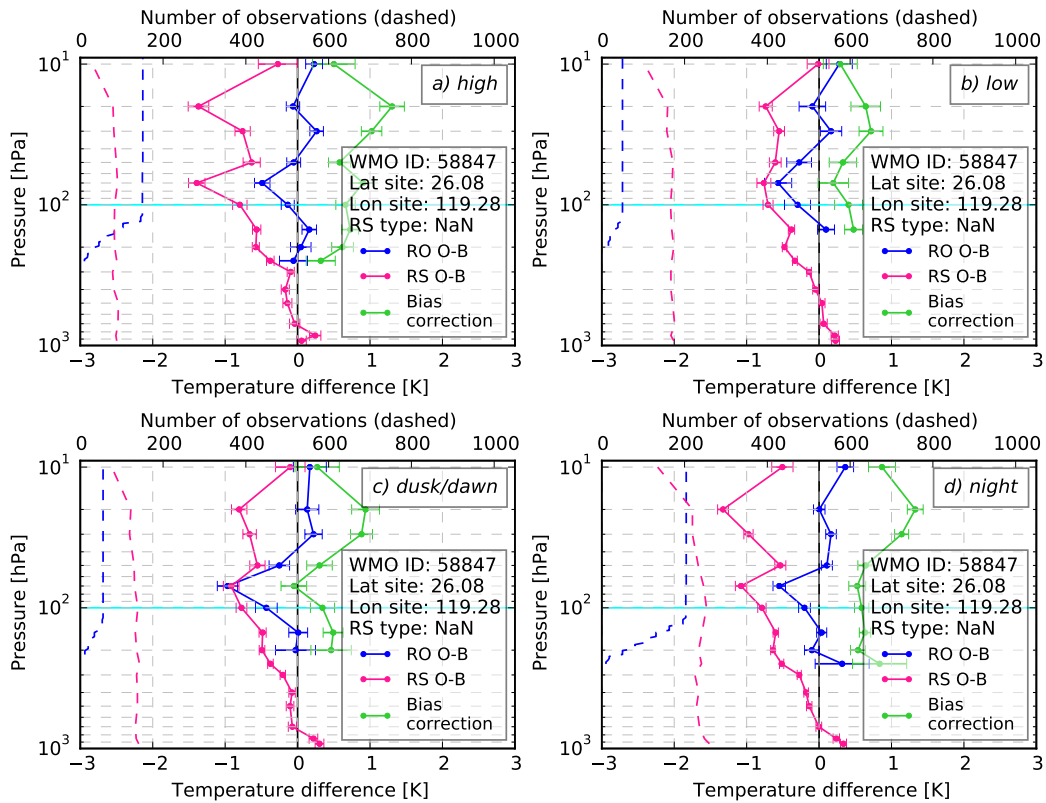 Number of observations (dashed)
0 200 400 600 800 1000
10¹
10²
10³
Pressure [hPa]
a) high
WMO ID: 58847
Lat site: 26.08
Lon site: 119.28
RS type: NaN
RO O-B
RS O-B
Bias
correction
−3 −2 −1 0 1 2 3
Temperature difference [K]
Number of observations (dashed)
0 200 400 600 800 1000
10¹
10²
10³
Pressure [hPa]
b) low
WMO ID: 58847
Lat site: 26.08
Lon site: 119.28
RS type: NaN
RO O-B
RS O-B
Bias
correction
−3 −2 −1 0 1 2 3
Temperature difference [K]
Number of observations (dashed)
0 200 400 600 800 1000
10¹
10²
10³
Pressure [hPa]
c) dusk/dawn
WMO ID: 58847
Lat site: 26.08
Lon site: 119.28
RS type: NaN
RO O-B
RS O-B
Bias
correction
−3 −2 −1 0 1 2 3
Temperature difference [K]
Number of observations (dashed)
0 200 400 600 800 1000
10¹
10²
10³
Pressure [hPa]
d) night
WMO ID: 58847
Lat site: 26.08
Lon site: 119.28
RS type: NaN
RO O-B
RS O-B
Bias
correction
−3 −2 −1 0 1 2 3
Temperature difference [K]